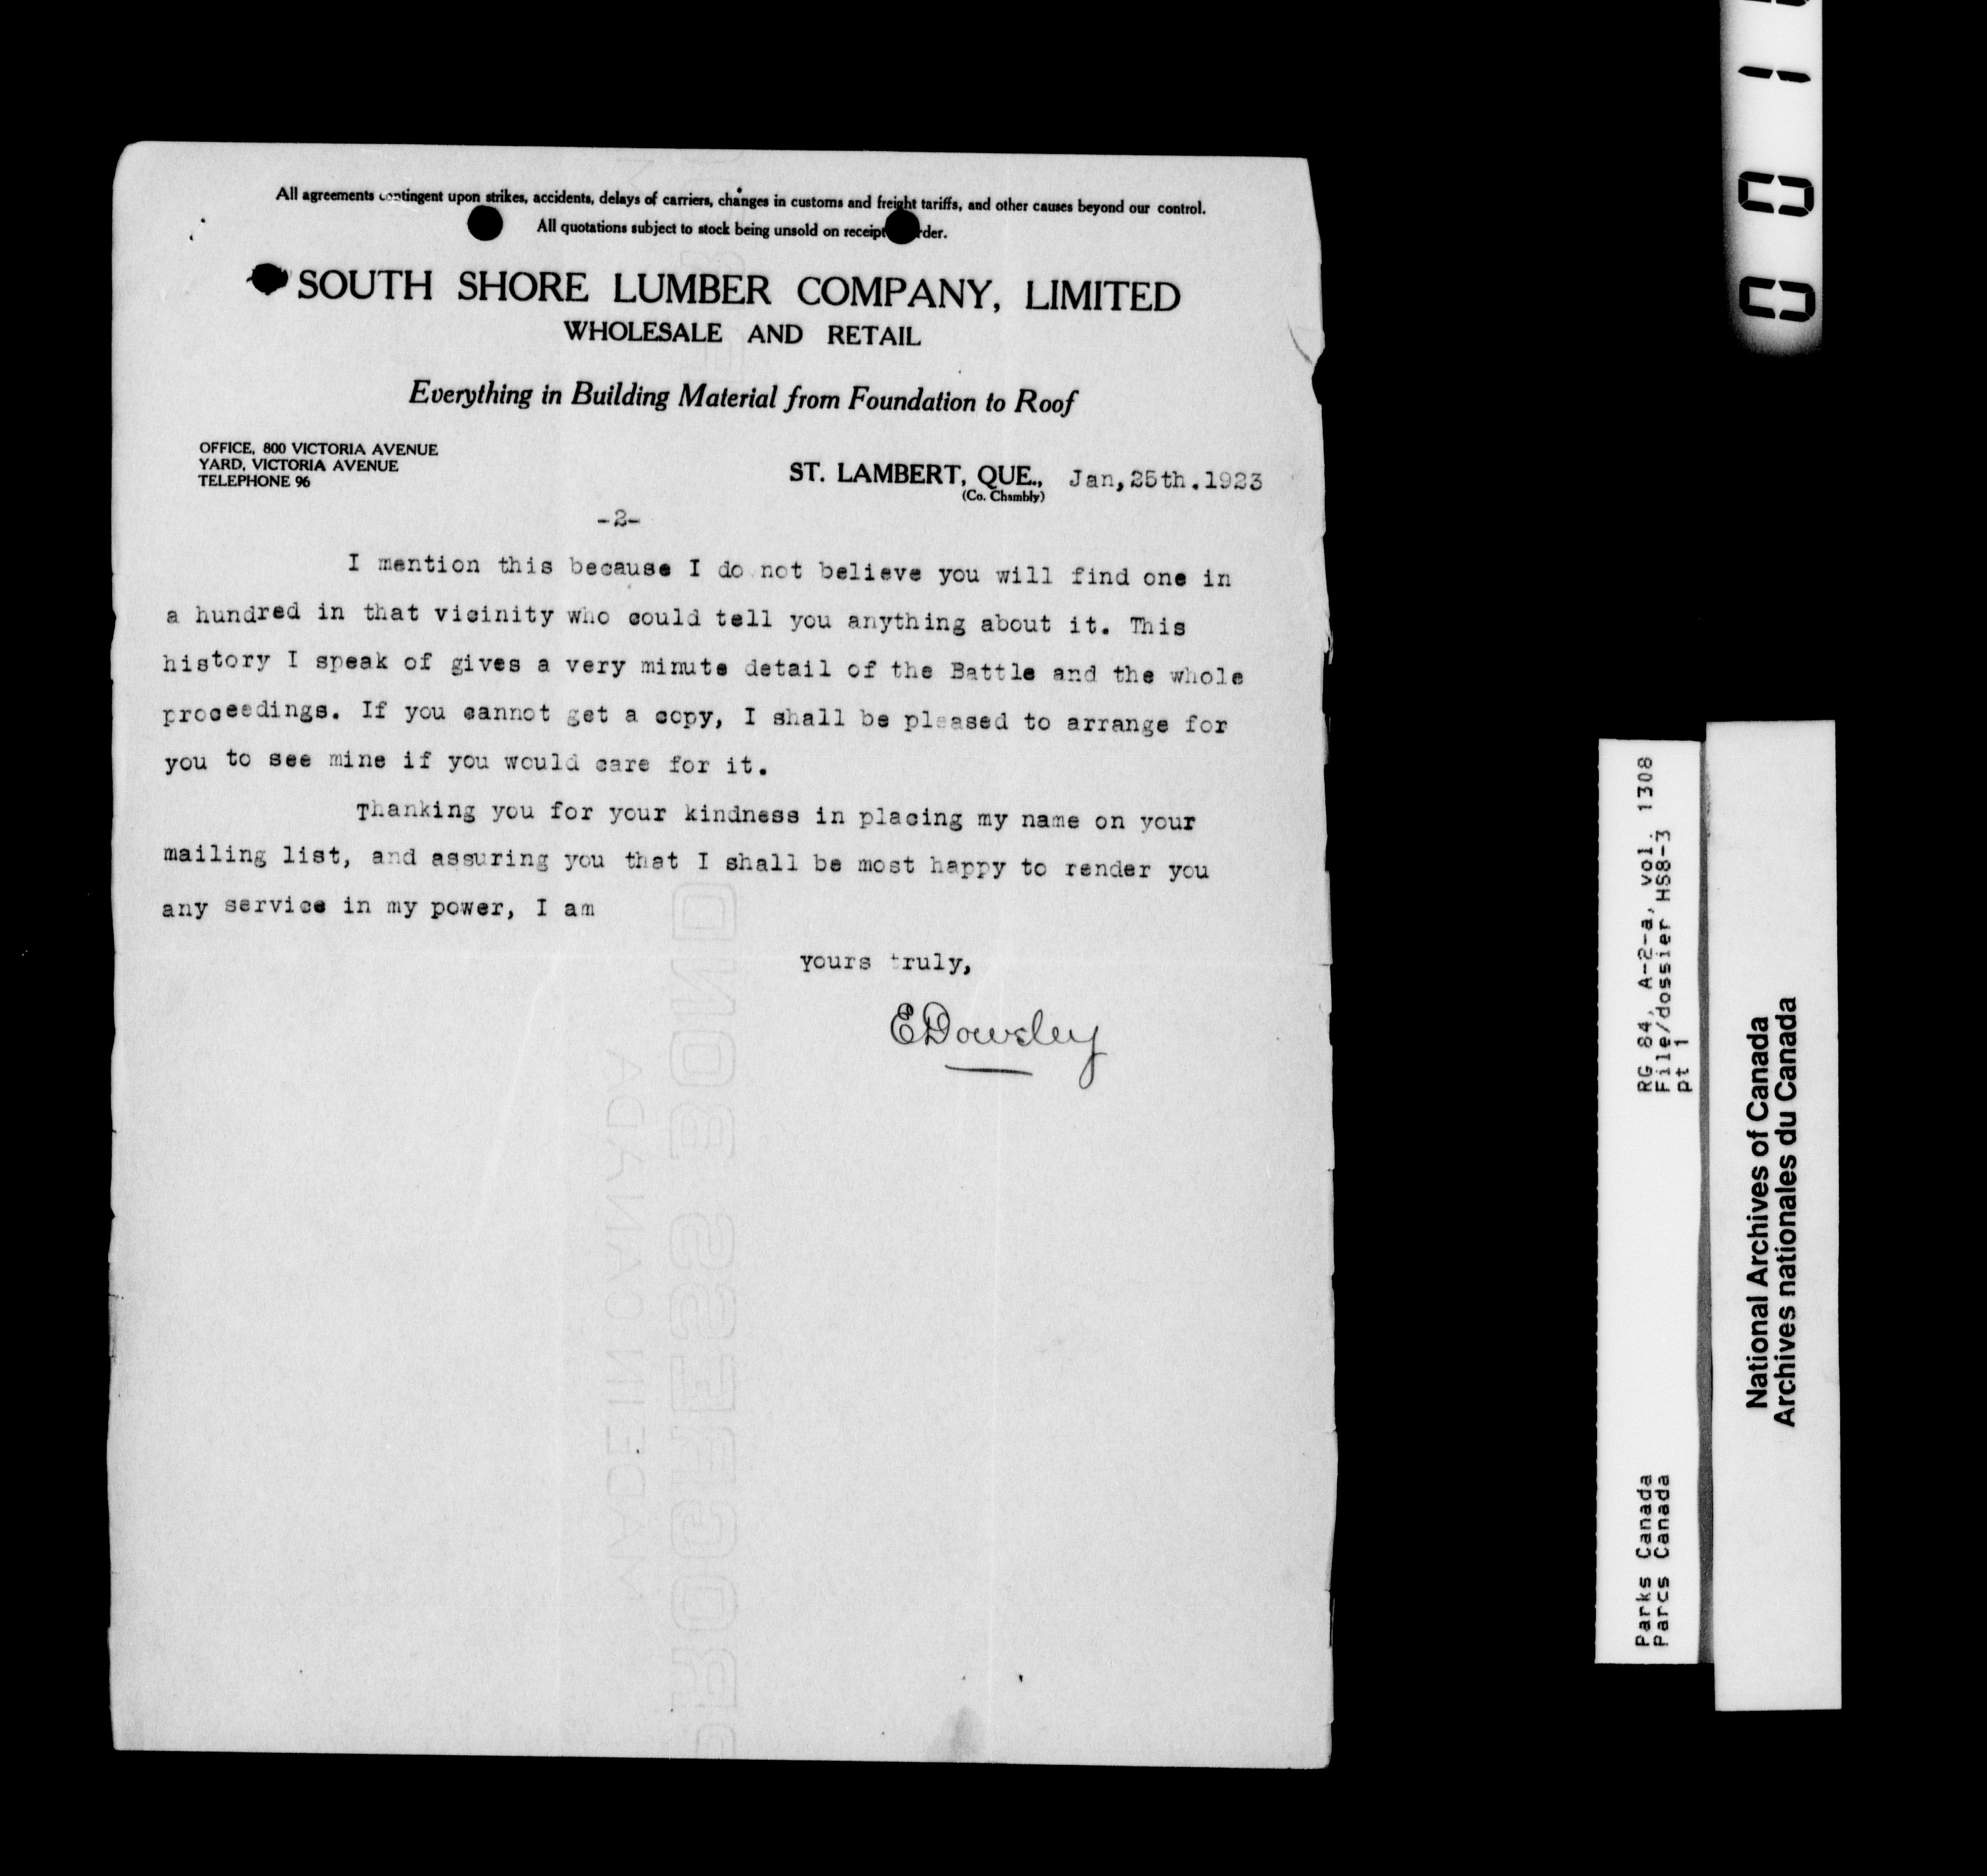 All agreements contingent upon strikes, accidents, delays of carriers, changes in customs and freight tariffs, and other causes beyond our control.
All quotations subject to stock being unsold on receipt rder.
SOUTH SHORE LUMBER COMPANY, LIMITED
WHOLESALE AND RETAIL
Everything in Building Material from Foundation to Roof
OFFICE, 800 VICTORIA AVENUE
YARD, VICTORIA AVENUE
TELEPHONE 96
ST. LAMBERT, QUE., Jan,25th.1923
(Co. Chambly)
-2-
I mention this because I do not believe you will find one in
a hundred in that vicinity who could tell you anything about it. This
history I speak of gives a very minute detail of the Battle and the whole
proceedings. If you cannot get a copy, I shall be pleased to arrange for
you to see mine if you would care for it.
Thanking you for your kindness in placing my name on your
mailing list, and assuring you that I shall be most happy to render you
any service in my power, I am
yours truly,
EDowsley
PROGRESS BOND
MADE IN CANADA
RG 84, A-2-a, vol. 1308
File/dossier HS8-3
pt 1
Parks Canada
Parcs Canada
National Archives of Canada
Archives nationales du Canada